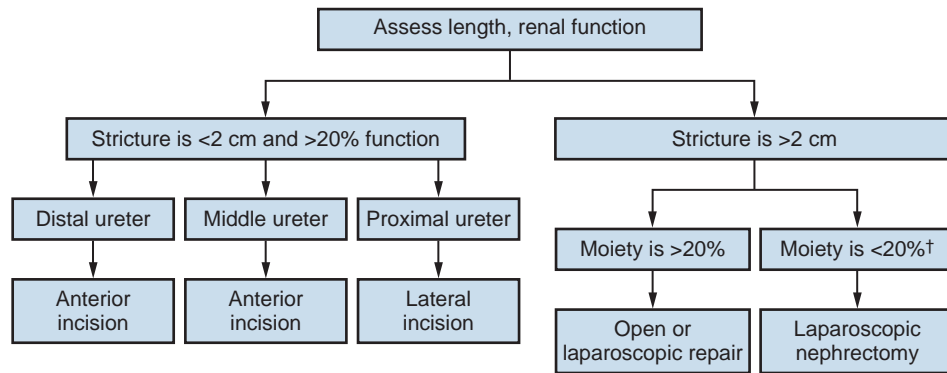 Assess length, renal function
Stricture is <2 cm and >20% function
Stricture is >2 cm
Distal ureter
Middle ureter
Proximal ureter
Moiety is >20%
Moiety is <20%†
Anterior
incision
Anterior
incision
Lateral
incision
Open or
laparoscopic repair
Laparoscopic
nephrectomy